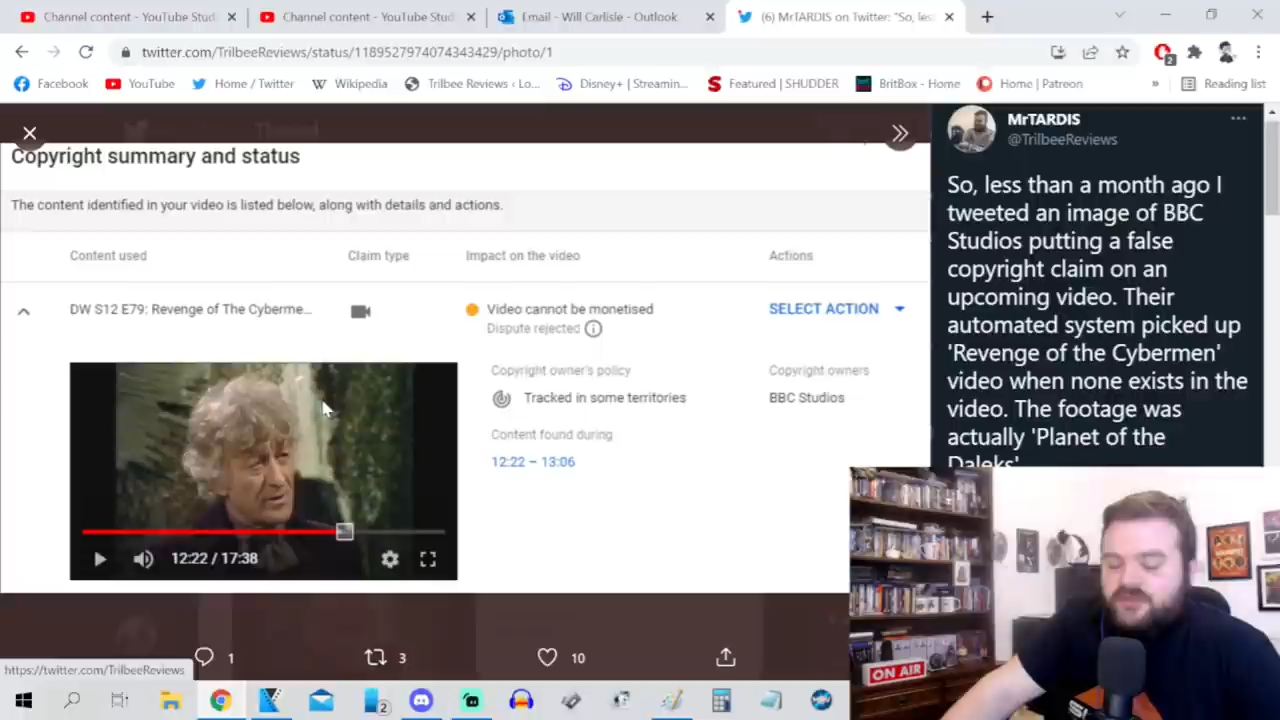 Channel content - YouTube Stud
Channel content - YouTube Stud
Email - Will Carlisle - Outlook
(6) MrTARDIS on Twitter: "So, les
twitter.com/TrilbeeReviews/status/1189527974074343429/photo/1
2
Facebook
YouTube
Home / Twitter
Wikipedia
Trilbee Reviews ‹ Lo...
Disney+ | Streamin...
Featured | SHUDDER
BritBox - Home
Home | Patreon
»
Reading list
Copyright summary and status
The content identified in your video is listed below, along with details and actions.
Content used
Claim type
Impact on the video
Actions
DW S12 E79: Revenge of The Cyberme...
Video cannot be monetised
SELECT ACTION
Dispute rejected
Copyright owner's policy
Copyright owners
Tracked in some territories
BBC Studios
Content found during
12:22 – 13:06
12:22 / 17:38
1
3
10
https://twitter.com/TrilbeeReviews
MrTARDIS
@TrilbeeReviews
So, less than a month ago I
tweeted an image of BBC
Studios putting a false
copyright claim on an
upcoming video. Their
automated system picked up
'Revenge of the Cybermen'
video when none exists in the
video. The footage was
actually 'Planet of the
Daleks'
ON AIR
2